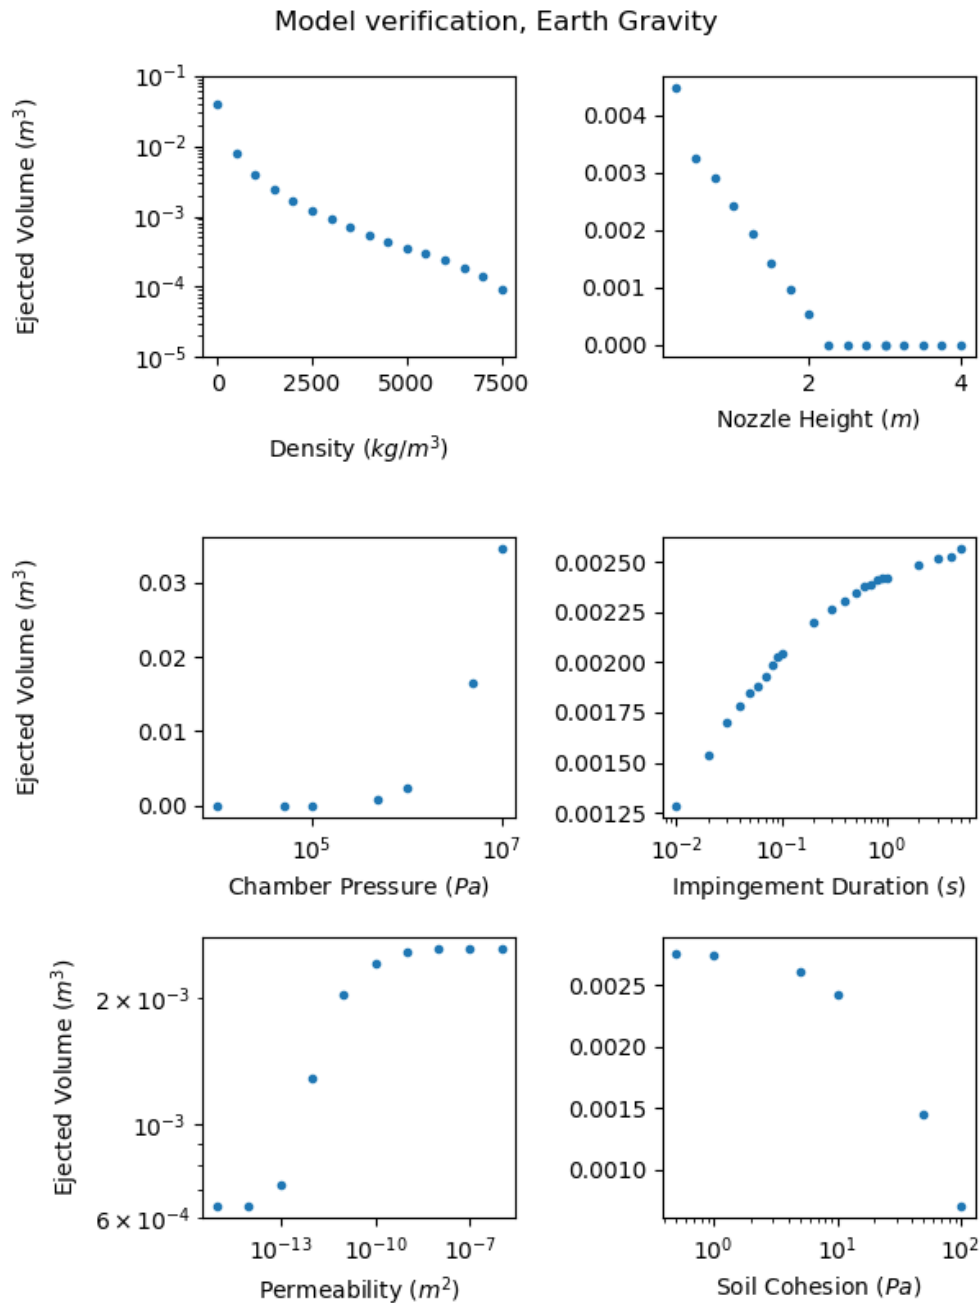 Model verification, Earth Gravity
Ejected Volume (m³)
10⁻¹
10⁻²
10⁻³
10⁻⁴
10⁻⁵
0 2500 5000 7500
Density (kg/m³)
0.004
0.003
0.002
0.001
0.000
2 4
Nozzle Height (m)
Ejected Volume (m³)
0.03
0.02
0.01
0.00
10⁵ 10⁷
Chamber Pressure (Pa)
0.00250
0.00225
0.00200
0.00175
0.00150
0.00125
10⁻² 10⁻¹ 10⁰
Impingement Duration (s)
Ejected Volume (m³)
2 × 10⁻³
10⁻³
6 × 10⁻⁴
10⁻¹³ 10⁻¹⁰ 10⁻⁷
Permeability (m²)
0.0025
0.0020
0.0015
0.0010
10⁰ 10¹ 10²
Soil Cohesion (Pa)